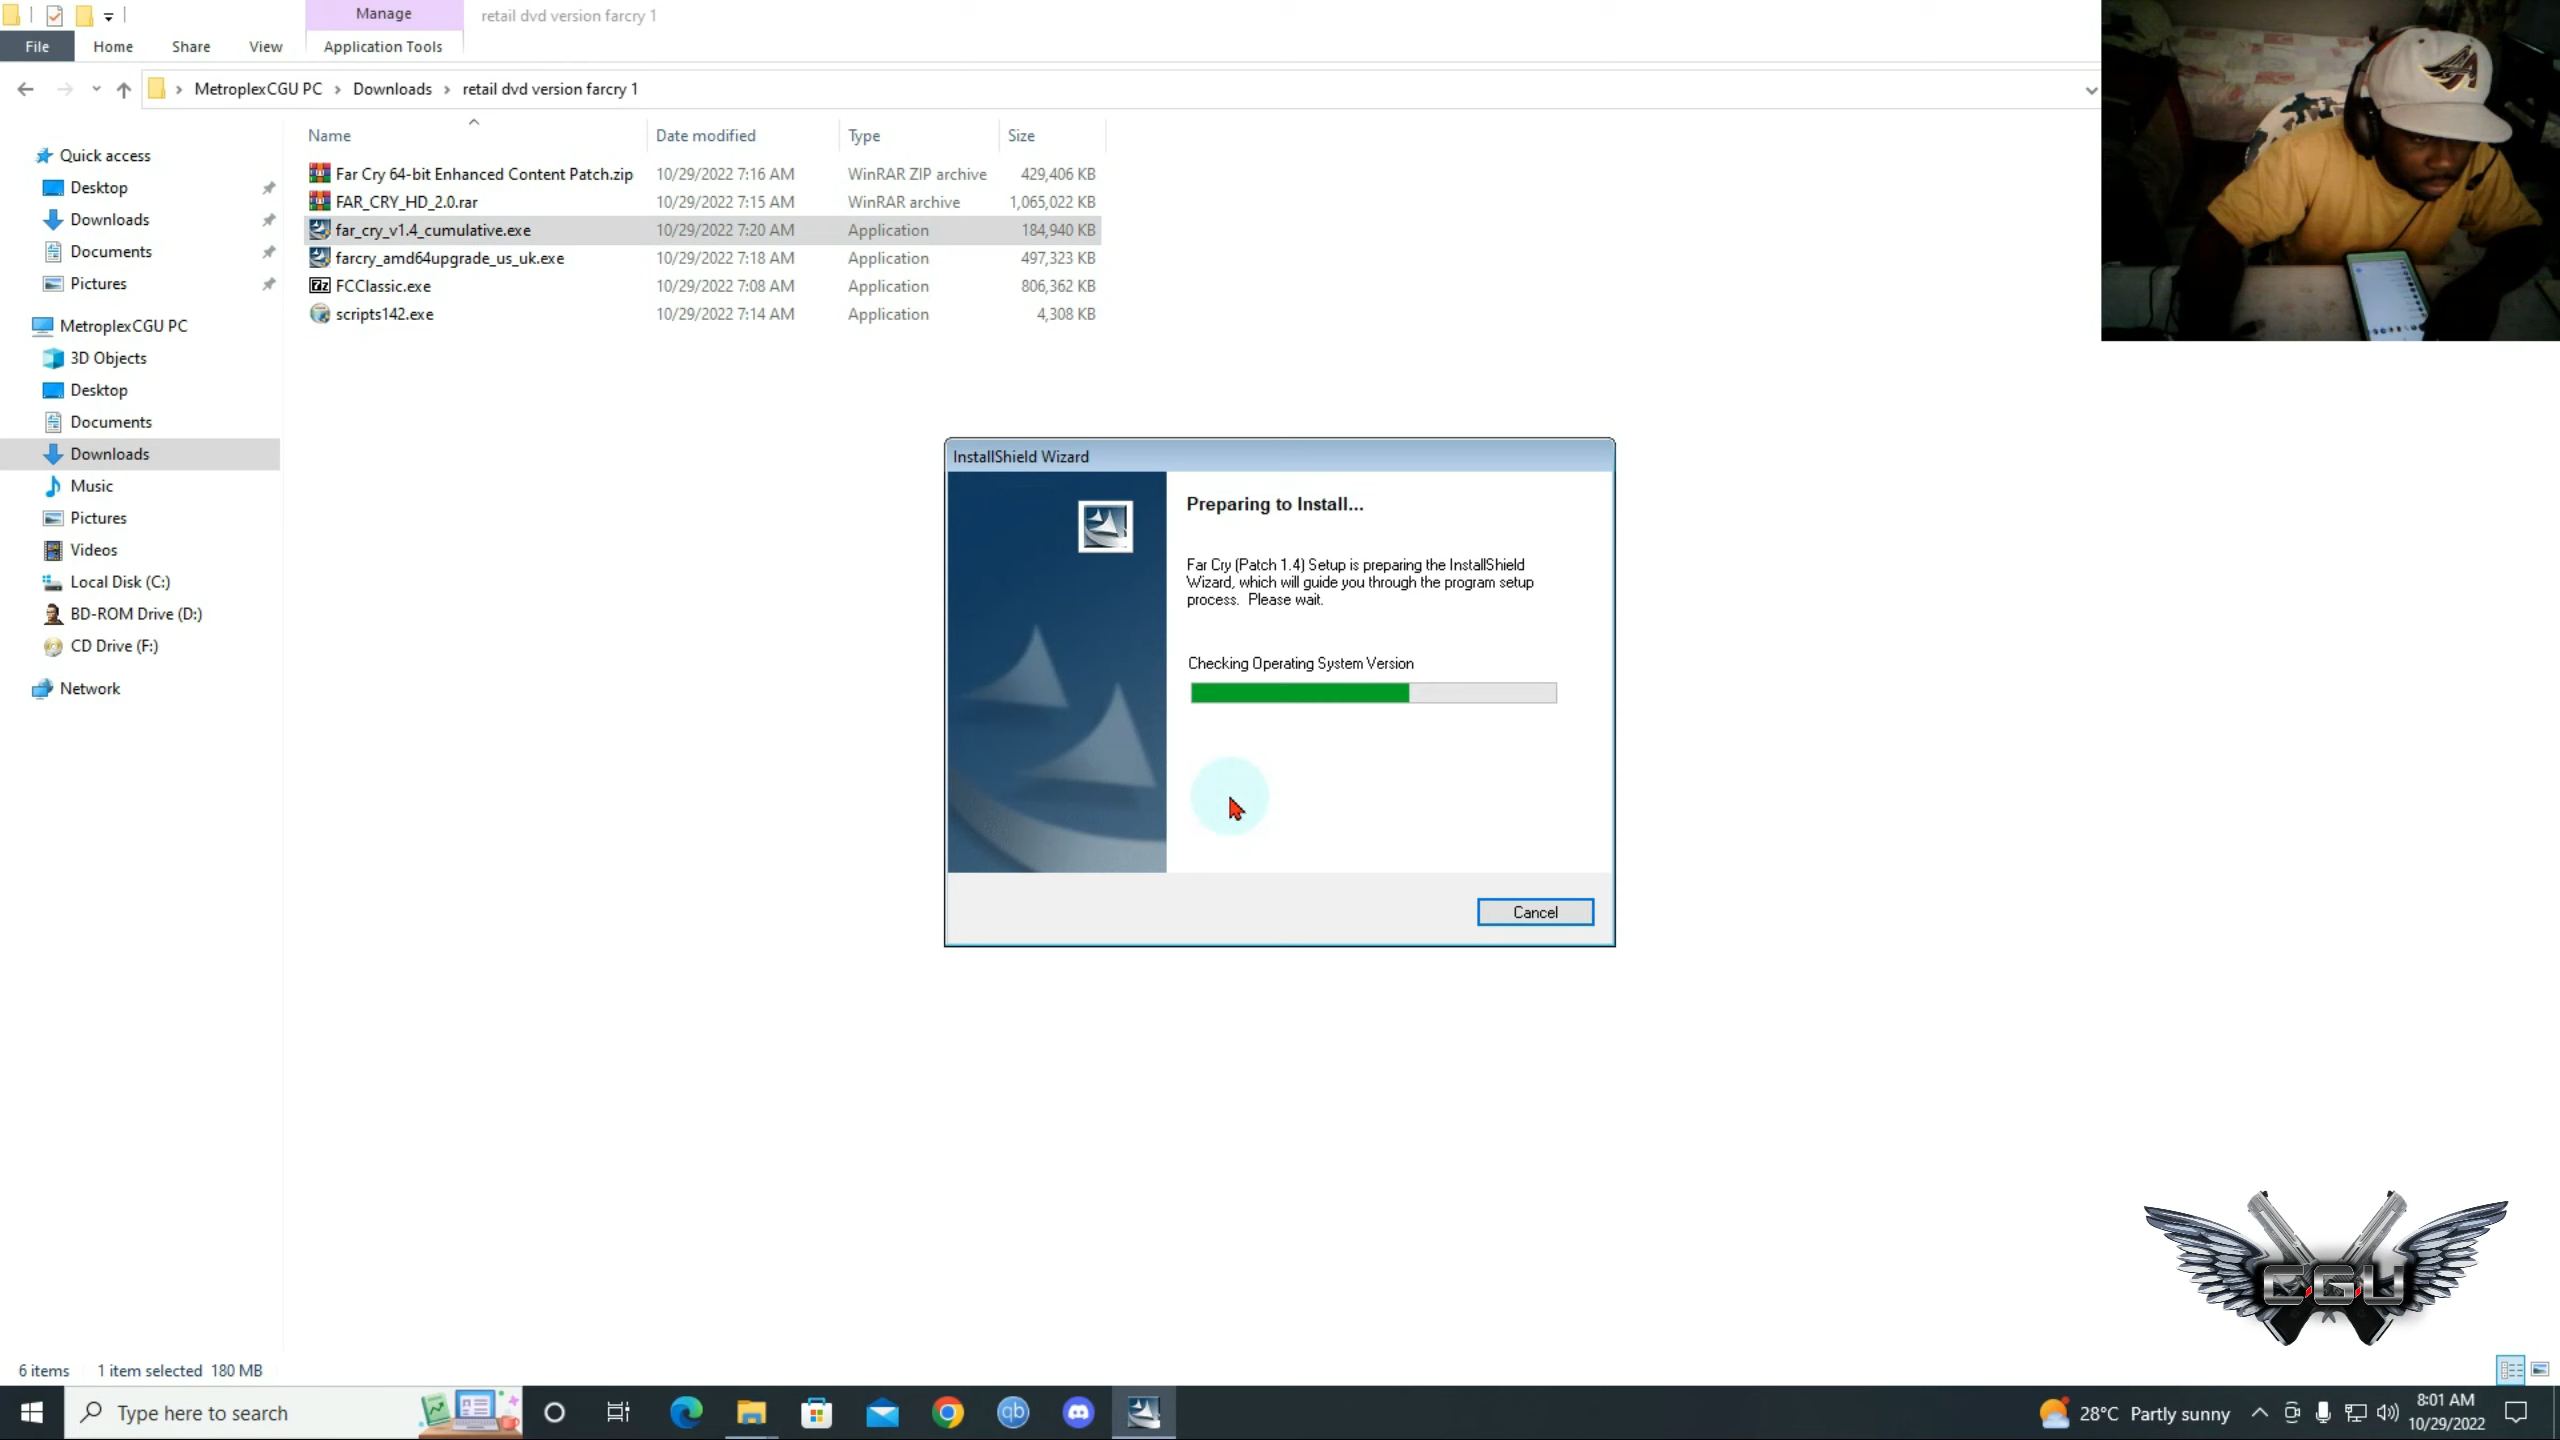 Manage
retail dvd version farcry 1
File
Home
Share
View
Application Tools
MetroplexCGU PC
Downloads
retail dvd version farcry 1
Name
Date modified
Type
Size
Far Cry 64-bit Enhanced Content Patch.zip 10/29/2022 7:16 AM WinRAR ZIP archive 429,406 KB
FAR_CRY_HD_2.0.rar 10/29/2022 7:15 AM WinRAR archive 1,065,022 KB
far_cry_v1.4_cumulative.exe 10/29/2022 7:20 AM Application 184,940 KB
farcry_amd64upgrade_us_uk.exe 10/29/2022 7:18 AM Application 497,323 KB
FCClassic.exe 10/29/2022 7:08 AM Application 806,362 KB
scripts142.exe 10/29/2022 7:14 AM Application 4,308 KB
Quick access
Desktop
Downloads
Documents
Pictures
MetroplexCGU PC
3D Objects
Desktop
Documents
Downloads
Music
Pictures
Videos
Local Disk (C:)
BD-ROM Drive (D:)
CD Drive (F:)
Network
InstallShield Wizard
Preparing to Install...
Far Cry (Patch 1.4) Setup is preparing the InstallShield
Wizard, which will guide you through the program setup
process. Please wait.
Checking Operating System Version
Cancel
C.G.U
6 items
1 item selected 180 MB
Type here to search
qb
28°C Partly sunny
8:01 AM
10/29/2022